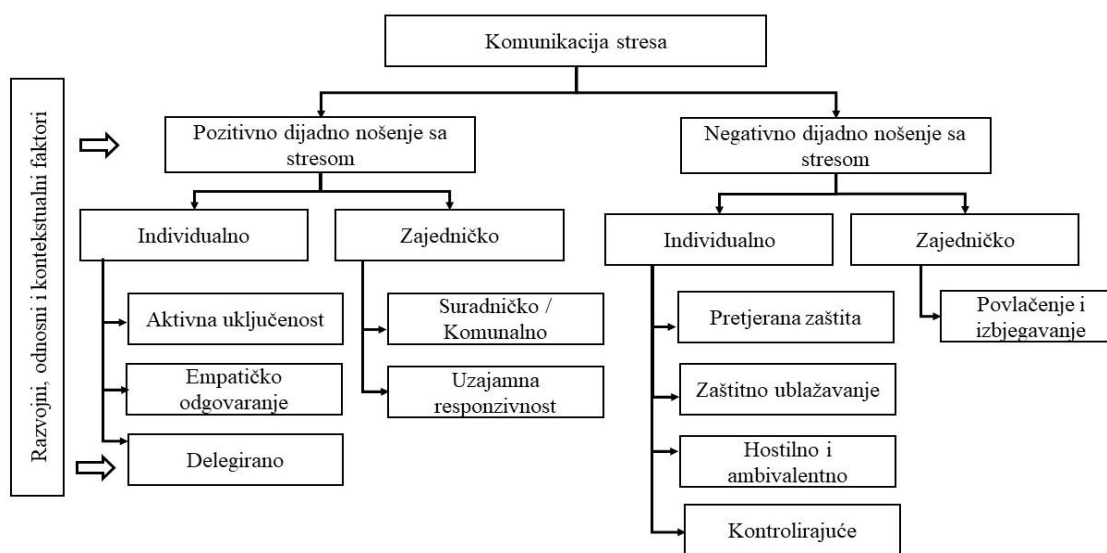 Komunikacija stresa
Razvojni, odnosni i kontekstualni faktori
Pozitivno dijadno nošenje sa
stresom
Negativno dijadno nošenje sa
stresom
Individualno
Zajedničko
Individualno
Zajedničko
Aktivna uključenost
Empatičko
odgovaranje
Delegirano
Suradničko /
Komunalno
Uzajamna
responzivnost
Pretjerana zaštita
Zaštitno ublažavanje
Hostilno i
ambivalentno
Kontrolirajuće
Povlačenje i
izbjegavanje